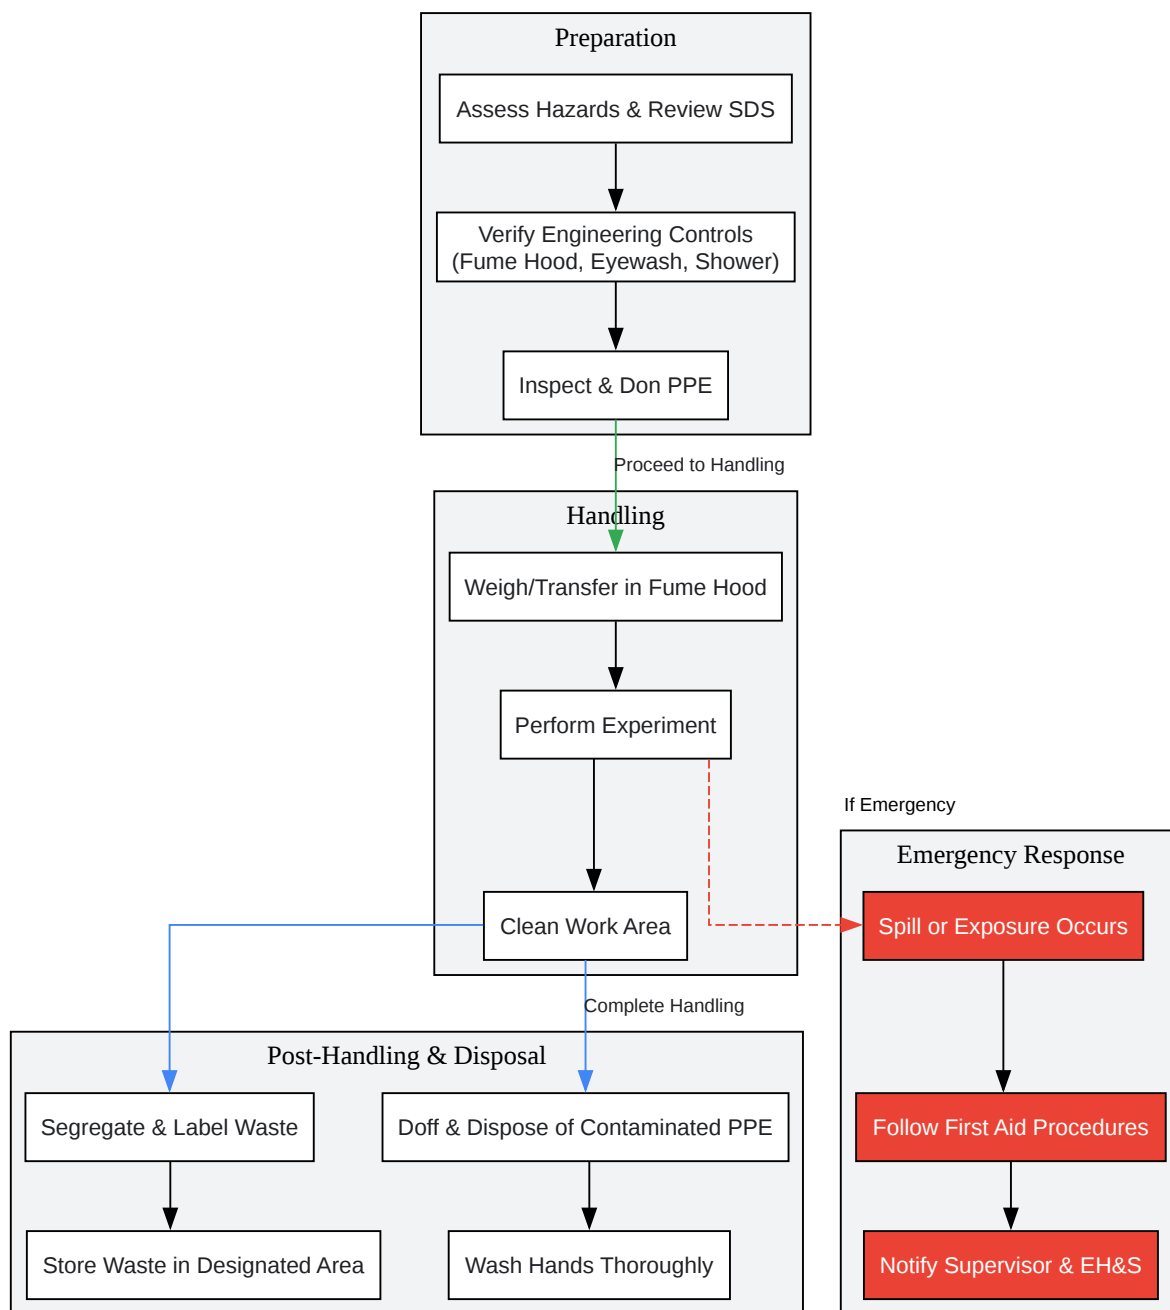 Preparation
Assess Hazards & Review SDS
Verify Engineering Controls
(Fume Hood, Eyewash, Shower)
Inspect & Don PPE
Proceed to Handling
Handling
Weigh/Transfer in Fume Hood
Perform Experiment
If Emergency
Emergency Response
Spill or Exposure Occurs
Clean Work Area
Complete Handling
Post-Handling & Disposal
Segregate & Label Waste
Doff & Dispose of Contaminated PPE
Follow First Aid Procedures
Store Waste in Designated Area
Wash Hands Thoroughly
Notify Supervisor & EH&S